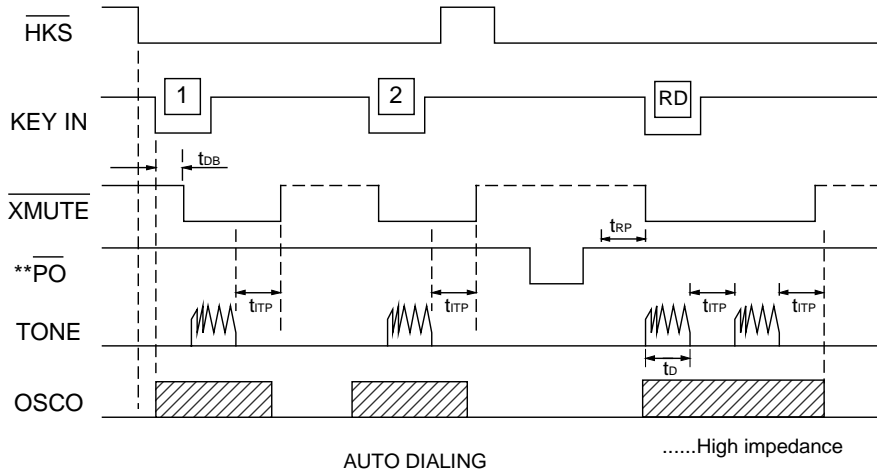 HKS
1
2
RD
KEY IN
tDB
XMUTE
tRP
**PO
tITP
tITP
tITP
tITP
TONE
tD
OSCO
......High impedance
AUTO DIALING